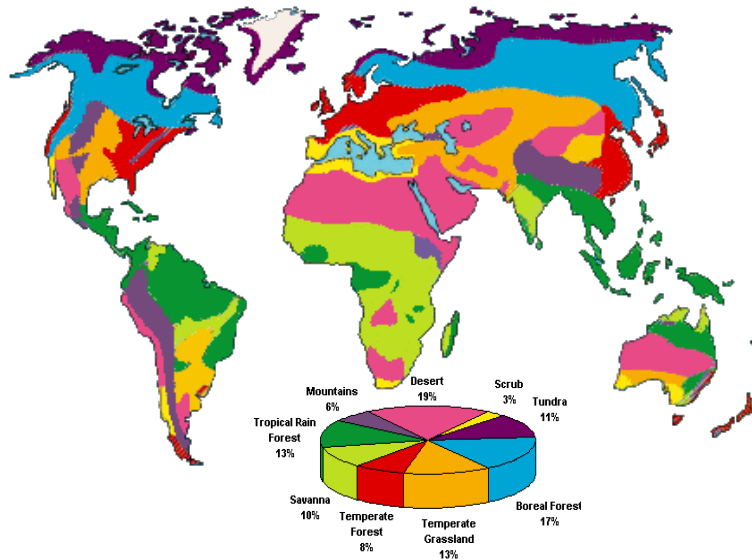 Desert
19%
Scrub
3%
Tundra
11%
Boreal Forest
17%
Temperate
Grassland
13%
Temperate
Forest
8%
Savanna
10%
Tropical Rain
Forest
13%
Mountains
6%